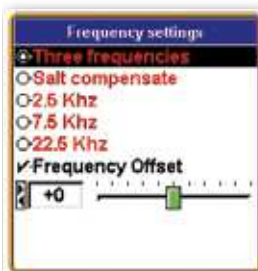 Frequency settings
Three frequencies
Salt compensate
2.5 Khz
7.5 Khz
22.5 Khz
Frequency Offset
+0